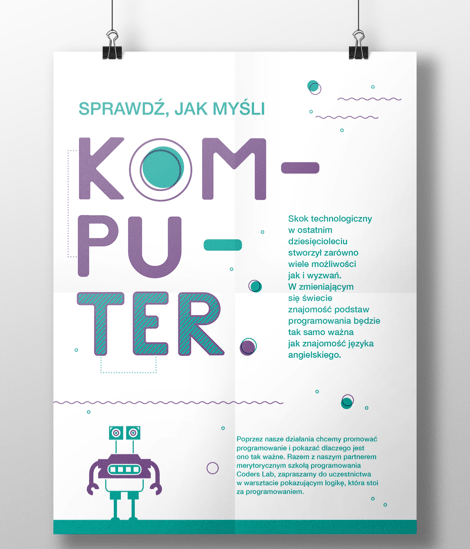 SPRAWDŹ, JAK MYŚLI
KOM–
PU–
TER
Skok technologiczny
w ostatnim
dziesięcioleciu
stworzył zarówno
wiele możliwości
jak i wyzwań.
W zmieniającym
się świecie
znajomość podstaw
programowania będzie
tak samo ważna
jak znajomość języka
angielskiego.
Poprzez nasze działania chcemy promować
programowanie i pokazać dlaczego jest
ono tak ważne. Razem z naszym partnerem
merytorycznym szkołą programowania
Coders Lab, zapraszamy do uczestnictwa
w warsztacie pokazującym logikę, która stoi
za programowaniem.